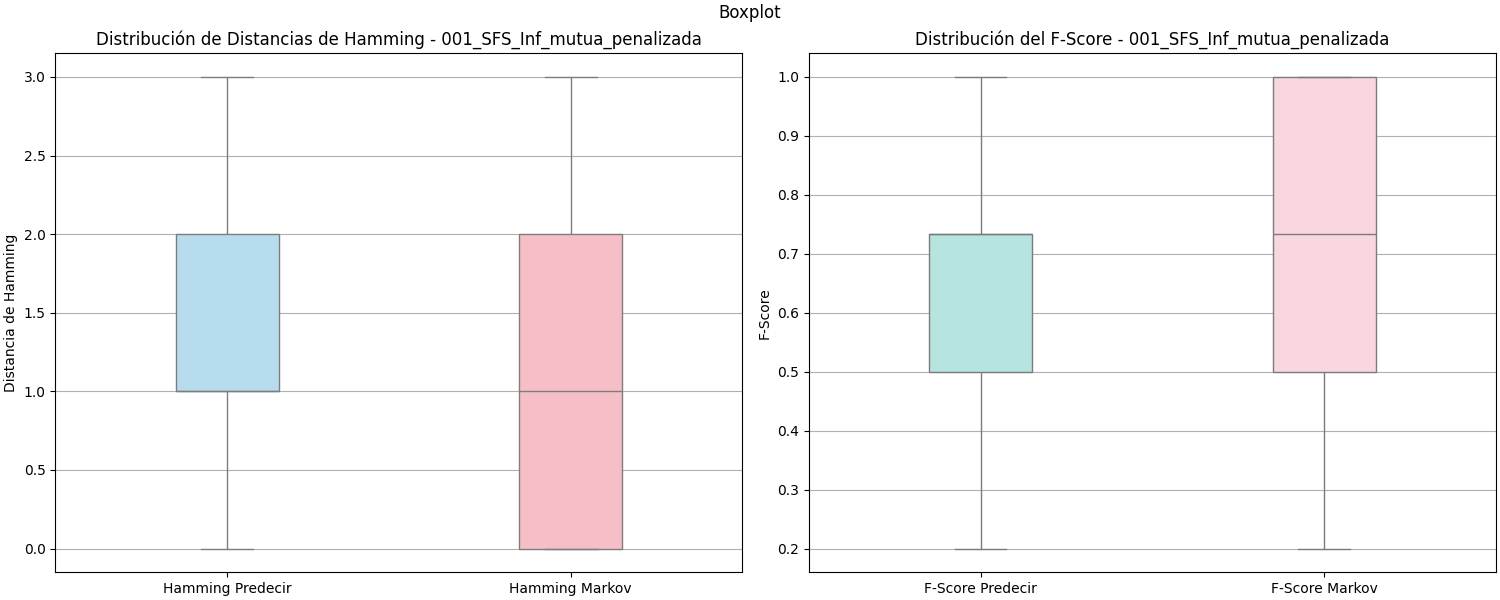 Boxplot
Distribución de Distancias de Hamming - 001_SFS_Inf_mutua_penalizada
Distancia de Hamming
3.0
2.5
2.0
1.5
1.0
0.5
0.0
Hamming Predecir
Hamming Markov
Distribución del F-Score - 001_SFS_Inf_mutua_penalizada
F-Score
1.0
0.9
0.8
0.7
0.6
0.5
0.4
0.3
0.2
F-Score Predecir
F-Score Markov